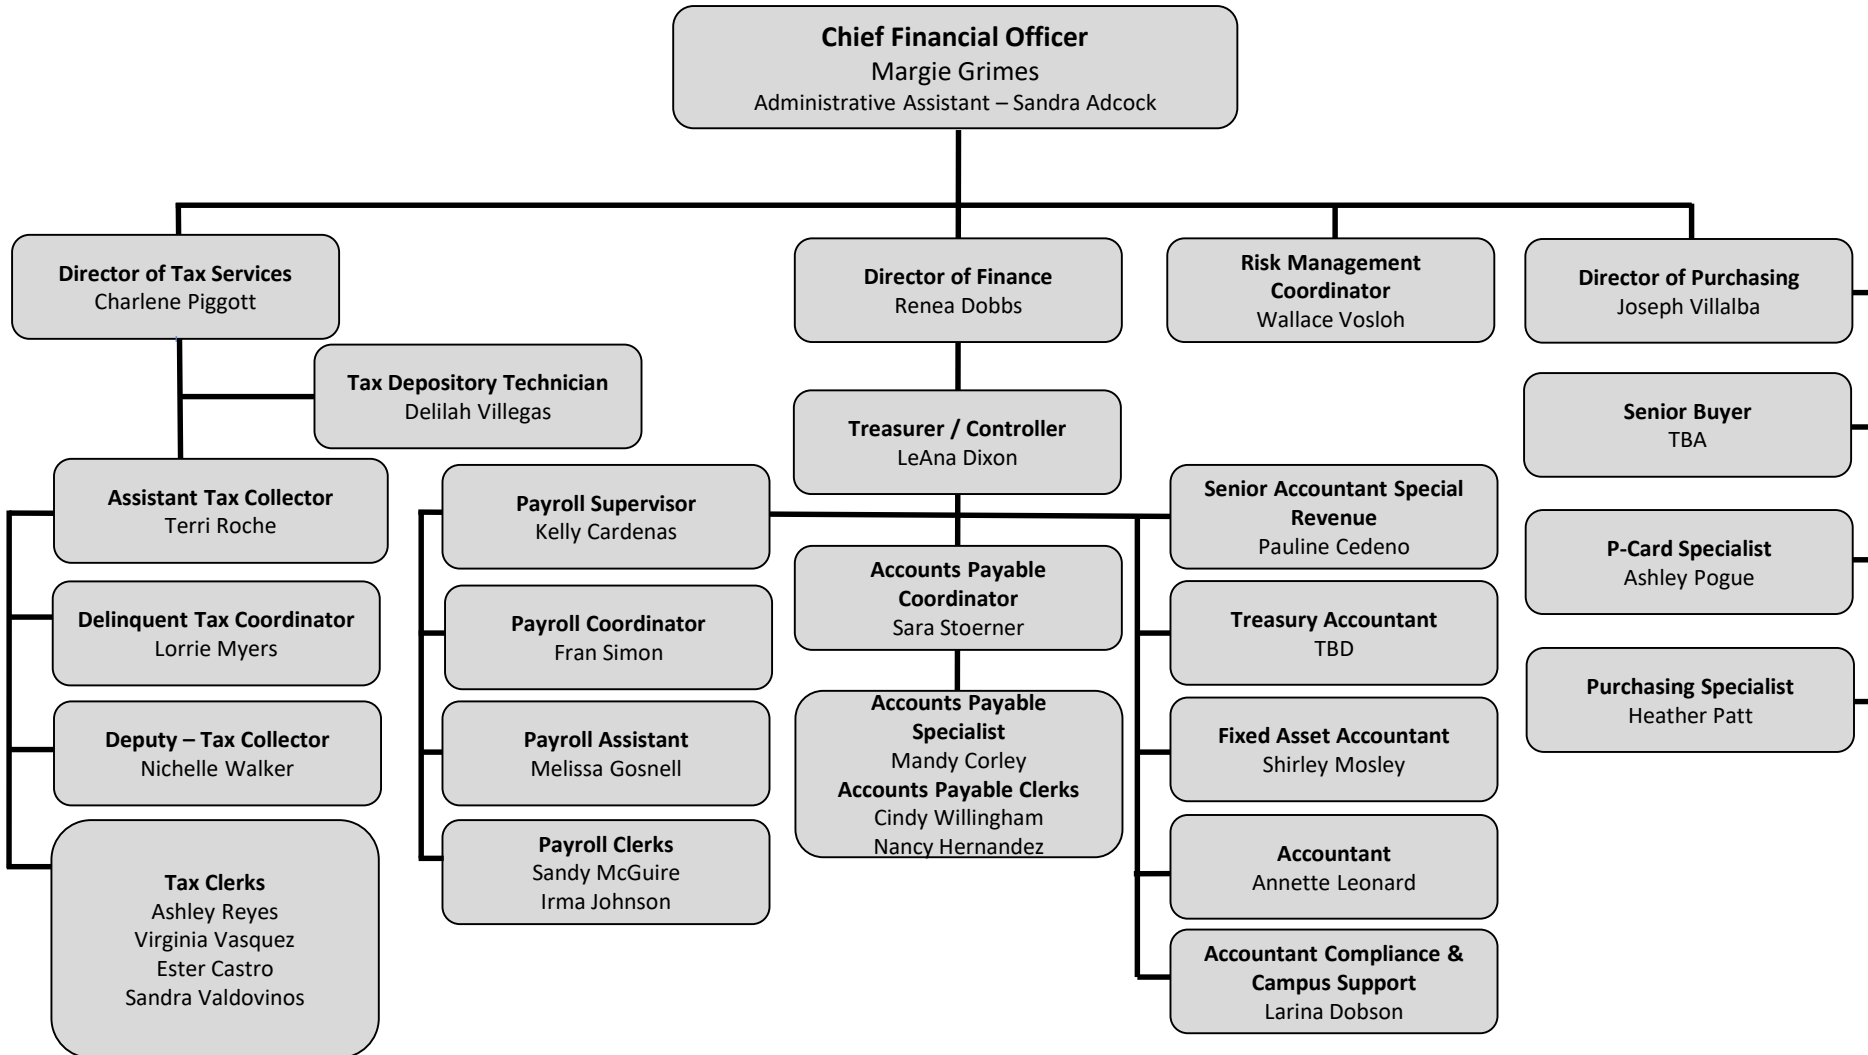 Chief Financial Officer
Margie Grimes
Administrative Assistant – Sandra Adcock
Director of Tax Services
Charlene Piggott
Director of Finance
Renea Dobbs
Risk Management
Coordinator
Wallace Vosloh
Director of Purchasing
Joseph Villalba
Tax Depository Technician
Delilah Villegas
Treasurer / Controller
LeAna Dixon
Senior Buyer
TBA
Assistant Tax Collector
Terri Roche
Payroll Supervisor
Kelly Cardenas
Senior Accountant Special
Revenue
Pauline Cedeno
P-Card Specialist
Ashley Pogue
Accounts Payable
Coordinator
Sara Stoerner
Delinquent Tax Coordinator
Lorrie Myers
Payroll Coordinator
Fran Simon
Treasury Accountant
TBD
Purchasing Specialist
Heather Patt
Accounts Payable
Specialist
Mandy Corley
Accounts Payable Clerks
Cindy Willingham
Nancy Hernandez
Deputy – Tax Collector
Nichelle Walker
Payroll Assistant
Melissa Gosnell
Fixed Asset Accountant
Shirley Mosley
Tax Clerks
Ashley Reyes
Virginia Vasquez
Ester Castro
Sandra Valdovinos
Payroll Clerks
Sandy McGuire
Irma Johnson
Accountant
Annette Leonard
Accountant Compliance &
Campus Support
Larina Dobson